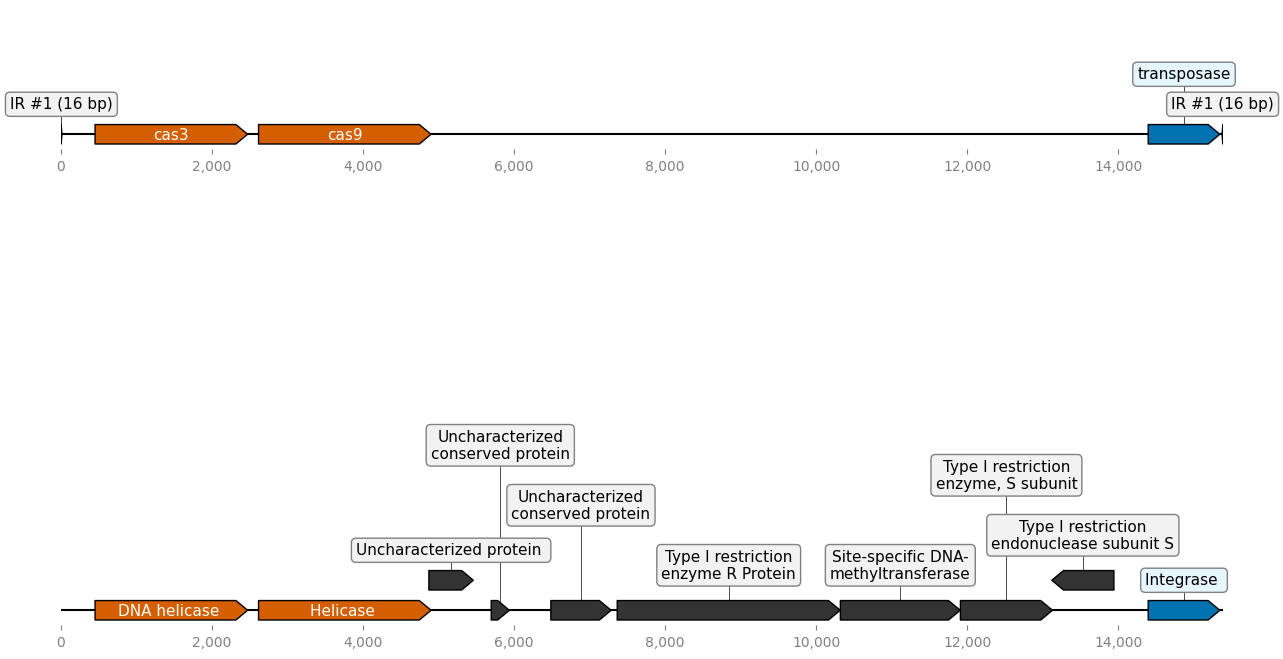 transposase
IR #1 (16 bp)
IR #1 (16 bp)
cas3
cas9
0
2,000
4,000
6,000
8,000
10,000
12,000
14,000
Uncharacterized
conserved protein
Type I restriction
enzyme, S subunit
Uncharacterized
conserved protein
Type I restriction
endonuclease subunit S
Uncharacterized protein
Type I restriction
enzyme R Protein
Site-specific DNA-
methyltransferase
Integrase
DNA helicase
Helicase
0
2,000
4,000
6,000
8,000
10,000
12,000
14,000